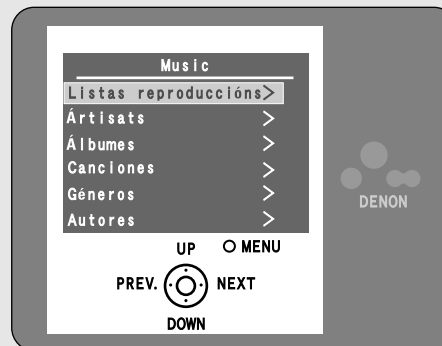 Music
Listas reproduccións>
Ártisats >
Álbumes >
Canciones >
Géneros >
Autores >
UP MENU
PREV. NEXT
DOWN
DENON